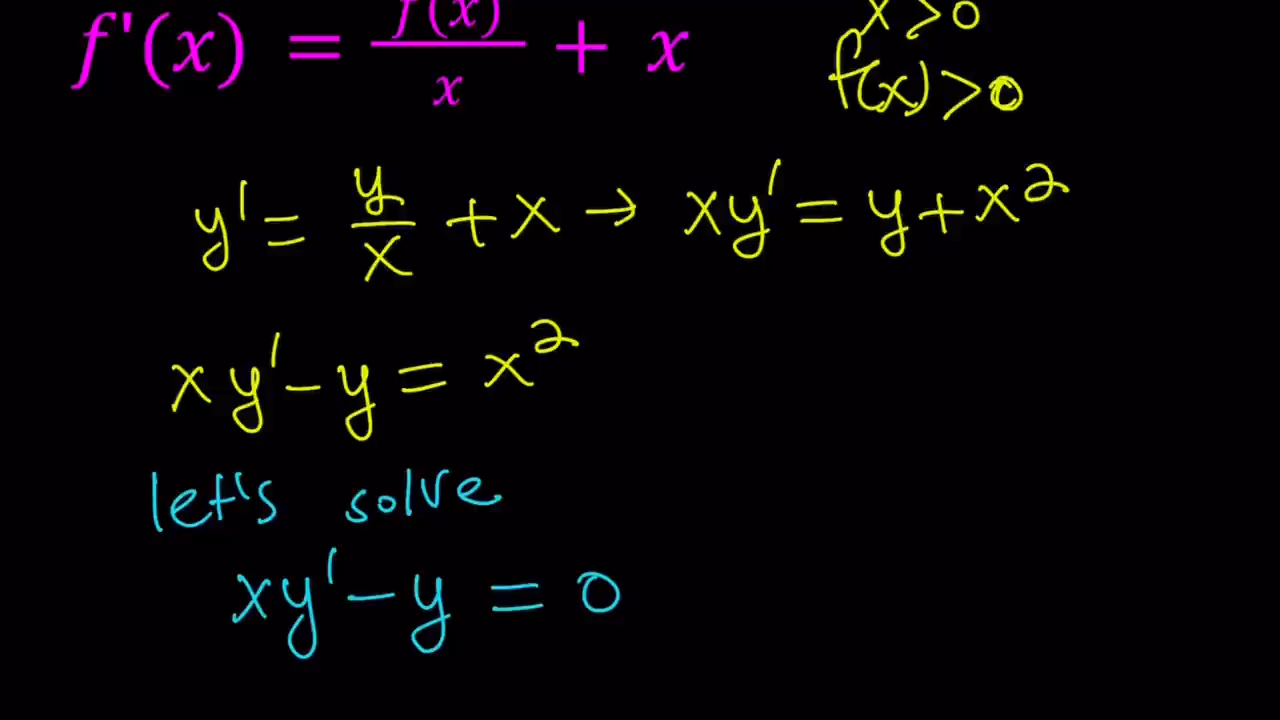 f'(x) = f(x)/x + x
x > 0
f(x) > 0
y' = y/x + x → xy' = y + x²
xy' - y = x²
let's solve
xy' - y = 0